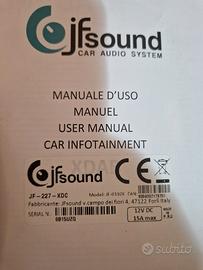 jfsound
CAR AUDIO SYSTEM
MANUALE D'USO
MANUEL
USER MANUAL
CAR INFOTAINMENT
jfsound
CE
JF-227-XDC
Fabbricante: JFsound v.campo dei fiori 4, 47122 Forlì Italy
SERIAL N.
12V DC
15A max
subito